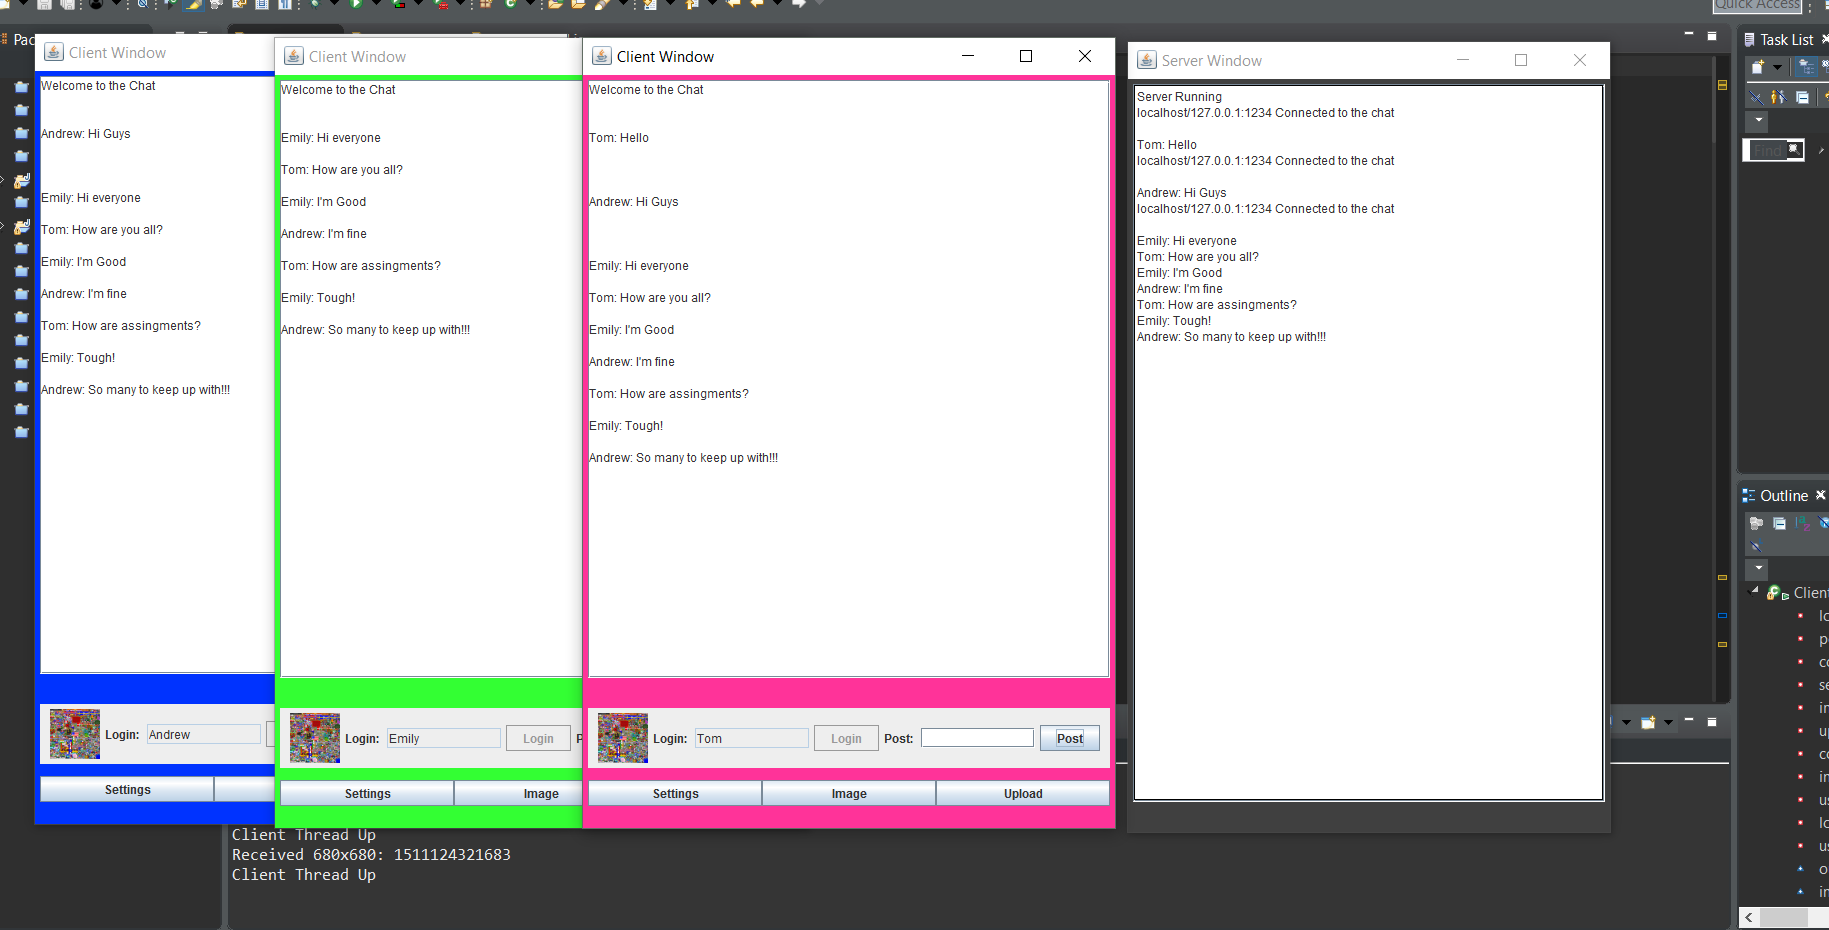 Quick Access
Pac
Client Window
Welcome to the Chat
Andrew: Hi Guys
Emily: Hi everyone
Tom: How are you all?
Emily: I'm Good
Andrew: I'm fine
Tom: How are assingments?
Emily: Tough!
Andrew: So many to keep up with!!!
Login: Andrew
Settings
Client Window
Welcome to the Chat
Emily: Hi everyone
Tom: How are you all?
Emily: I'm Good
Andrew: I'm fine
Tom: How are assingments?
Emily: Tough!
Andrew: So many to keep up with!!!
Login: Emily Login P
Settings Image
Client Window
Welcome to the Chat
Tom: Hello
Andrew: Hi Guys
Emily: Hi everyone
Tom: How are you all?
Emily: I'm Good
Andrew: I'm fine
Tom: How are assingments?
Emily: Tough!
Andrew: So many to keep up with!!!
Login: Tom Login Post: Post
Settings Image Upload
Server Window
Server Running
localhost/127.0.0.1:1234 Connected to the chat
Tom: Hello
localhost/127.0.0.1:1234 Connected to the chat
Andrew: Hi Guys
localhost/127.0.0.1:1234 Connected to the chat
Emily: Hi everyone
Tom: How are you all?
Emily: I'm Good
Andrew: I'm fine
Tom: How are assingments?
Emily: Tough!
Andrew: So many to keep up with!!!
Client Thread Up
Received 680x680: 1511124321683
Client Thread Up
Task List
Find
Outline
Clien
p
co
se
in
up
co
in
us
us
in